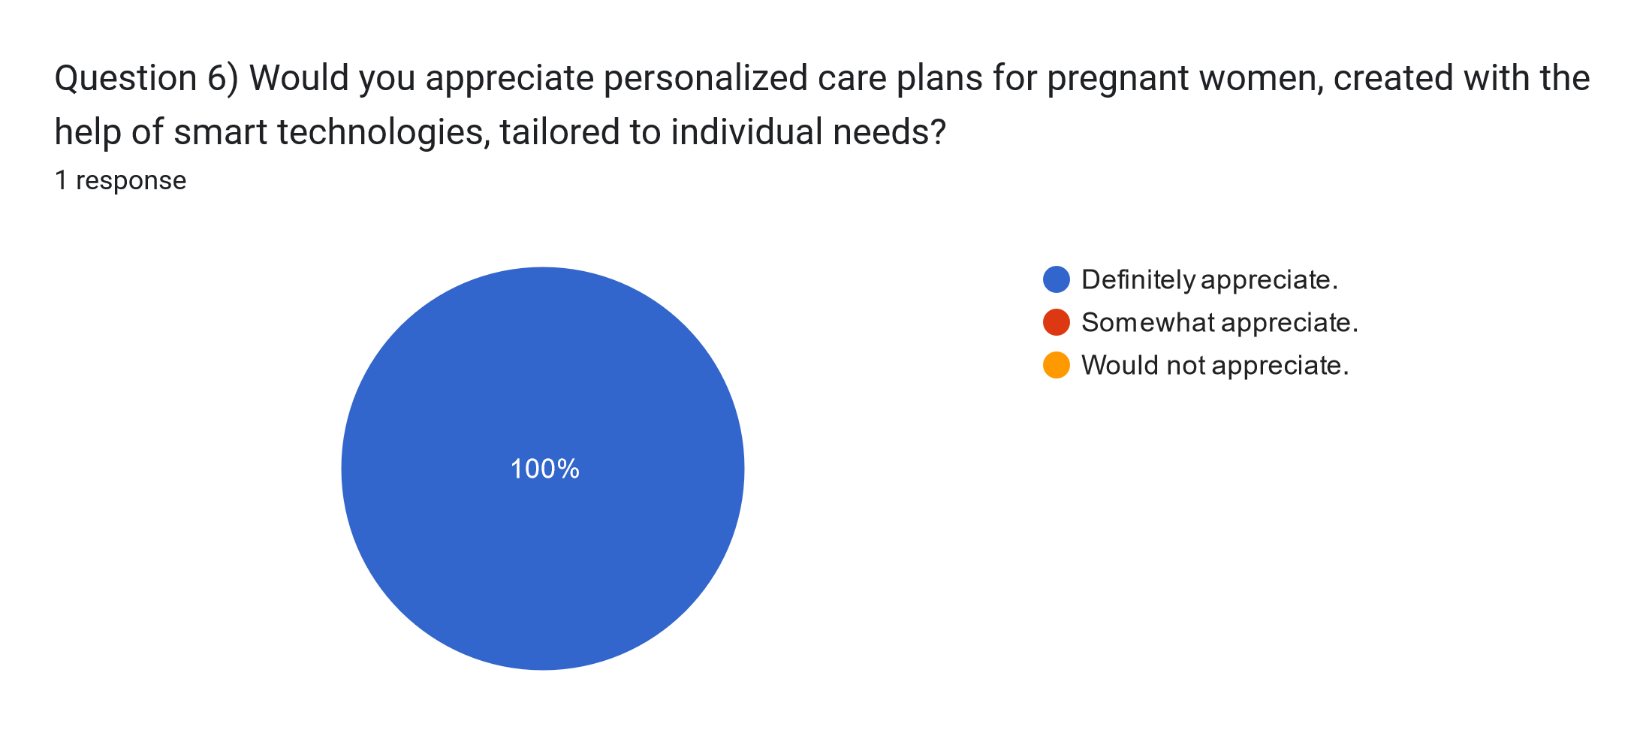 Question 6) Would you appreciate personalized care plans for pregnant women, created with the
help of smart technologies, tailored to individual needs?
1 response
Definitely appreciate.
Somewhat appreciate.
Would not appreciate.
100%